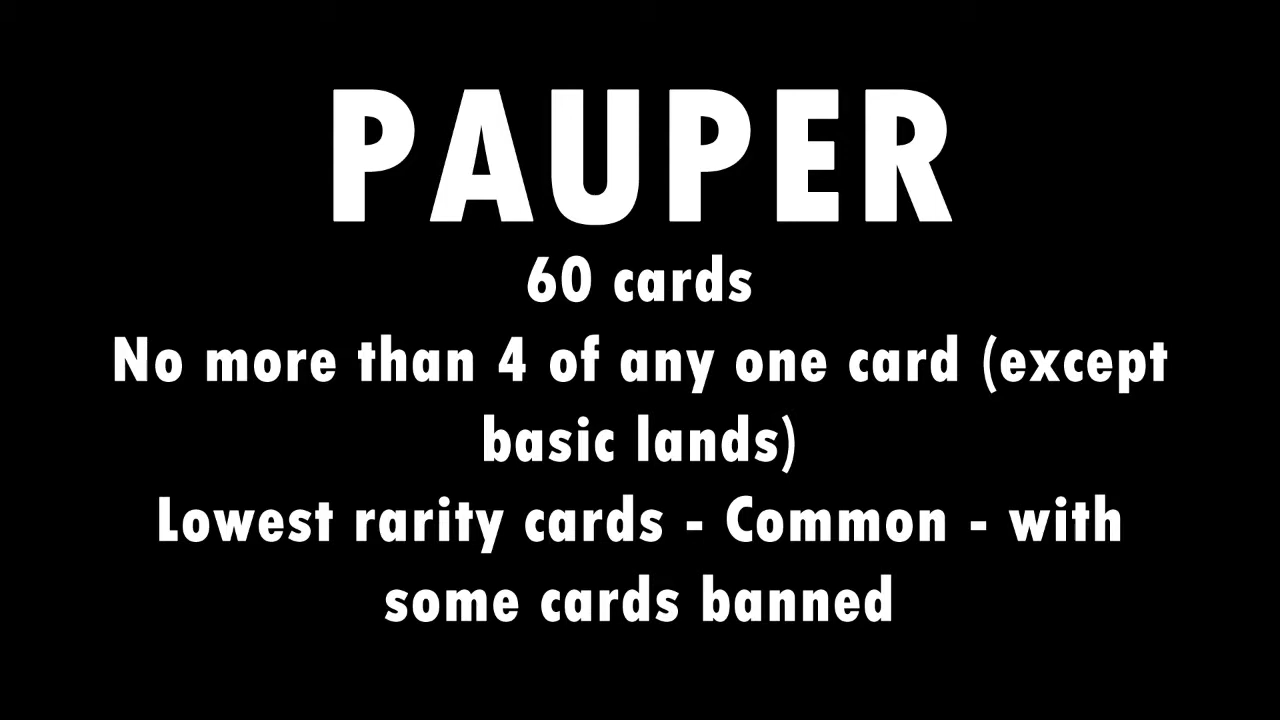 PAUPER
60 cards
No more than 4 of any one card (except
basic lands)
Lowest rarity cards - Common - with
some cards banned